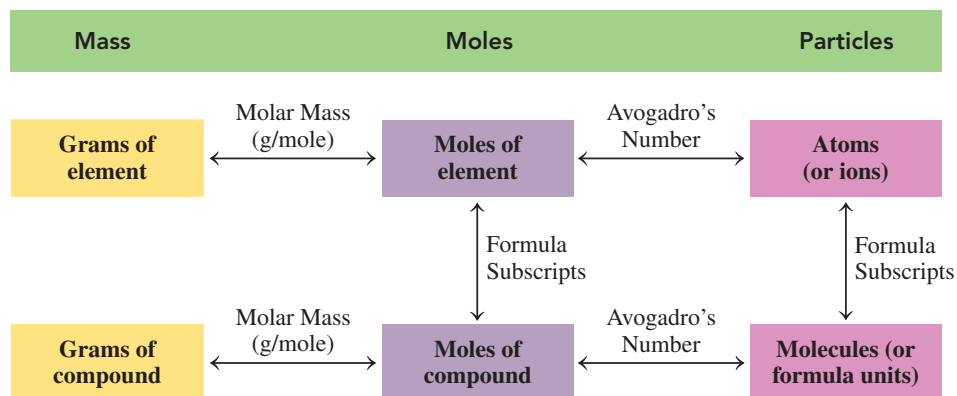 Mass
Moles
Particles
Molar Mass
(g/mole)
Avogadro’s
Number
Grams of
element
Moles of
element
Atoms
(or ions)
Formula
Subscripts
Formula
Subscripts
Molar Mass
(g/mole)
Avogadro’s
Number
Grams of
compound
Moles of
compound
Molecules (or
formula units)